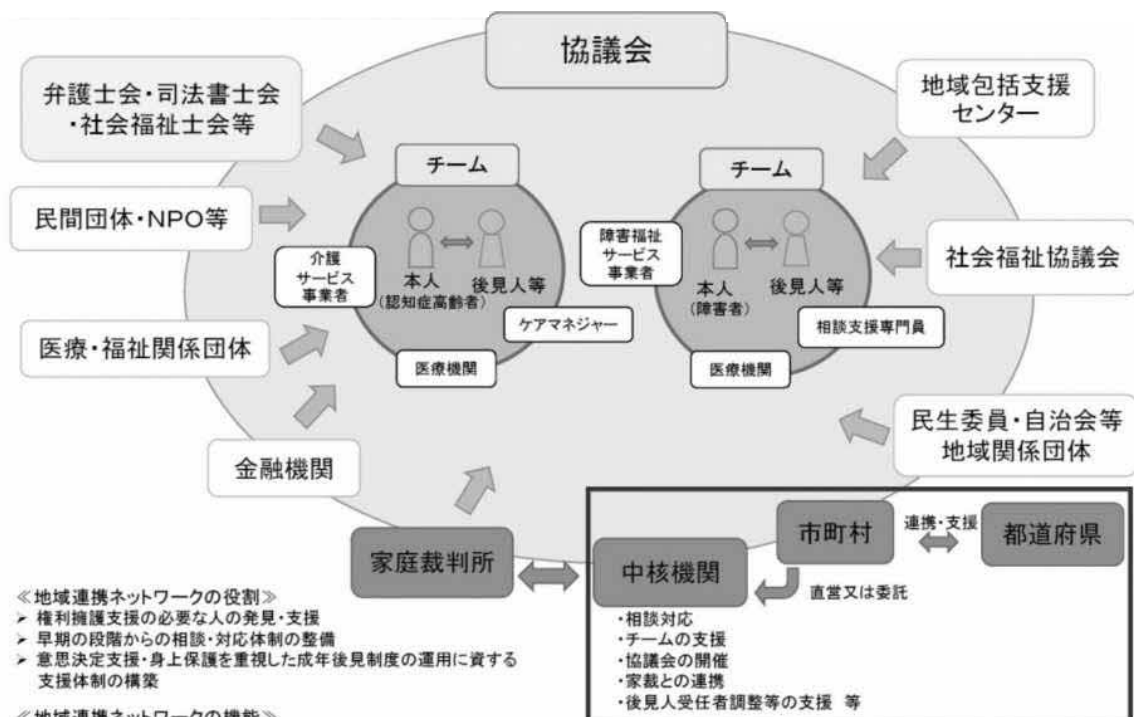 協議会
弁護士会・司法書士会
・社会福祉士会等
地域包括支援
センター
チーム
チーム
民間団体・NPO等
介護
サービス
事業者
本人
(認知症高齢者)
後見人等
ケアマネジャー
医療機関
障害福祉
サービス
事業者
本人
(障害者)
後見人等
相談支援専門員
医療機関
社会福祉協議会
医療・福祉関係団体
金融機関
民生委員・自治会等
地域関係団体
家庭裁判所
中核機関
市町村
連携・支援
都道府県
直営又は委託
・相談対応
・チームの支援
・協議会の開催
・家裁との連携
・後見人受任者調整等の支援 等
≪地域連携ネットワークの役割≫
➢ 権利擁護支援の必要な人の発見・支援
➢ 早期の段階からの相談・対応体制の整備
➢ 意思決定支援・身上保護を重視した成年後見制度の運用に資する
支援体制の構築
≪地域連携ネットワークの機能≫